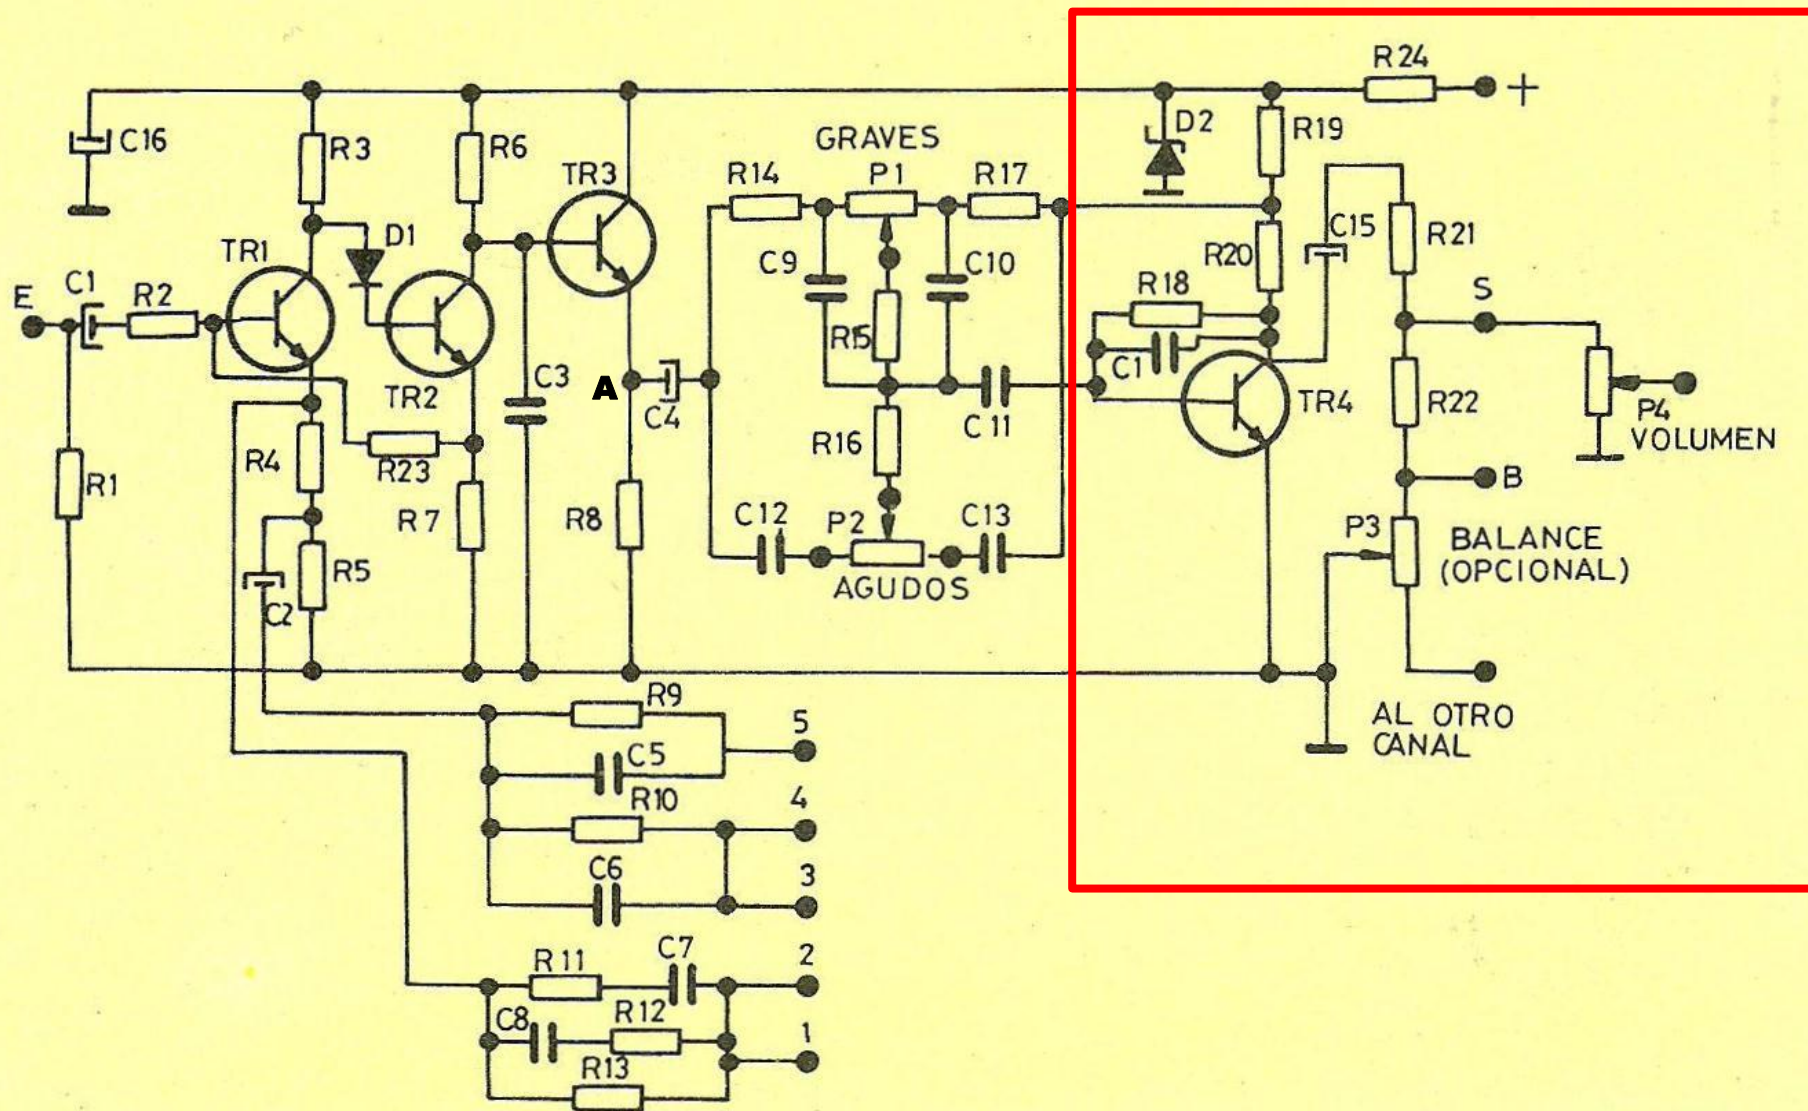 R24
+
C16
R3
R6
D2
R19
GRAVES
TR3
R14
P1
R17
TR1
D1
C9
C10
R20
C15
R21
E
C1
R2
R15
R18
S
C1
TR2
C3
A
C4
C11
TR4
R22
P4
VOLUMEN
R4
R23
R16
B
R1
R7
R8
C12
P2
C13
P3
BALANCE
(OPCIONAL)
R5
C2
AGUDOS
R9
5
AL OTRO
CANAL
C5
R10
4
C6
3
R11
C7
2
C8
R12
1
R13